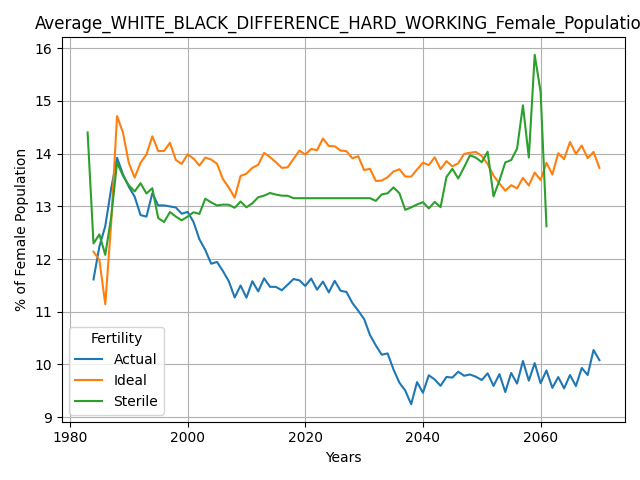 Average_WHITE_BLACK_DIFFERENCE_HARD_WORKING_Female_Populatio
16
15
14
13
12
11
10
9
% of Female Population
Fertility
Actual
Ideal
Sterile
1980
2000
2020
2040
2060
Years